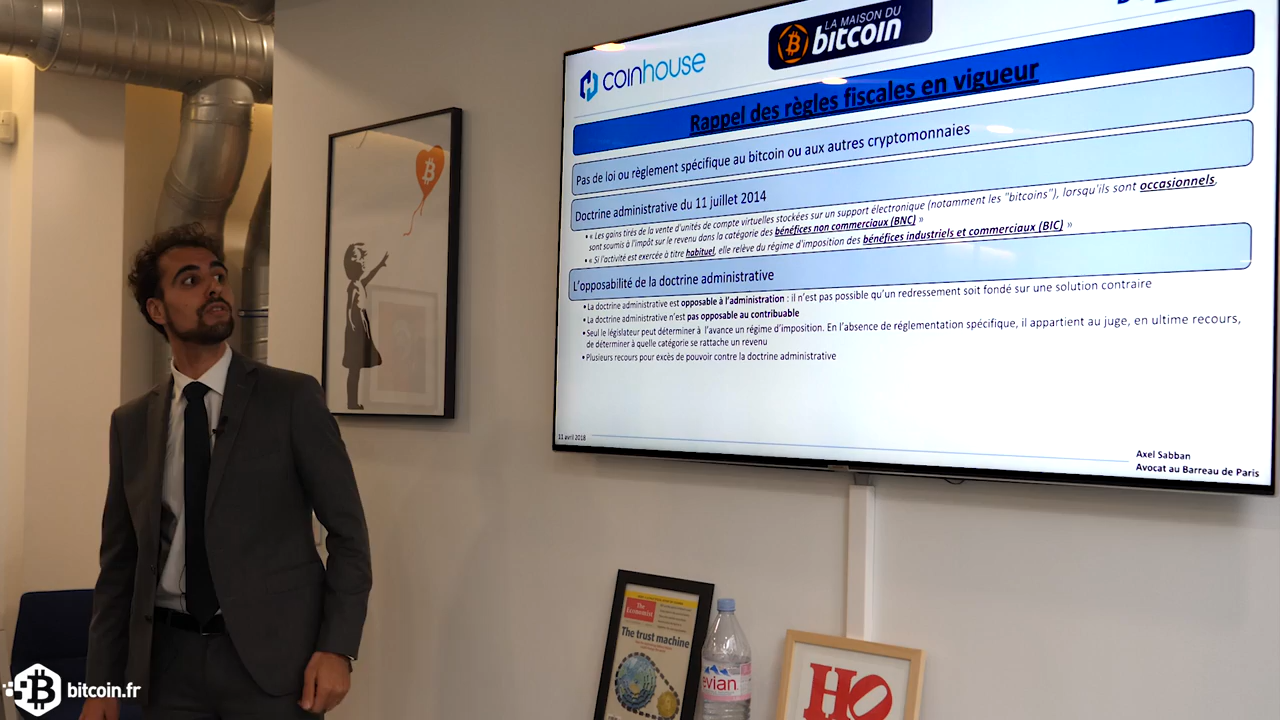 coinhouse
LA MAISON DU
bitcoin
Rappel des règles fiscales en vigueur
Pas de loi ou règlement spécifique au bitcoin ou aux autres cryptomonnaies
Doctrine administrative du 11 juillet 2014
• « Les gains tirés de la vente d'unités de compte virtuelles stockées sur un support électronique (notamment les "bitcoins"), lorsqu'ils sont occasionnels,
sont soumis à l'impôt sur le revenu dans la catégorie des bénéfices non commerciaux (BNC) »
• « Si l'activité est exercée à titre habituel, elle relève du régime d'imposition des bénéfices industriels et commerciaux (BIC) »
L'opposabilité de la doctrine administrative
• La doctrine administrative est opposable à l'administration : il n'est pas possible qu'un redressement soit fondé sur une solution contraire
• La doctrine administrative n'est pas opposable au contribuable
• Seul le législateur peut déterminer à l'avance un régime d'imposition. En l'absence de réglementation spécifique, il appartient au juge, en ultime recours,
de déterminer à quelle catégorie se rattache un revenu
• Plusieurs recours pour excès de pouvoir contre la doctrine administrative
11 avril 2018
Axel Sabban
Avocat au Barreau de Paris
The
Economist
The trust machine
evian
HO
bitcoin.fr